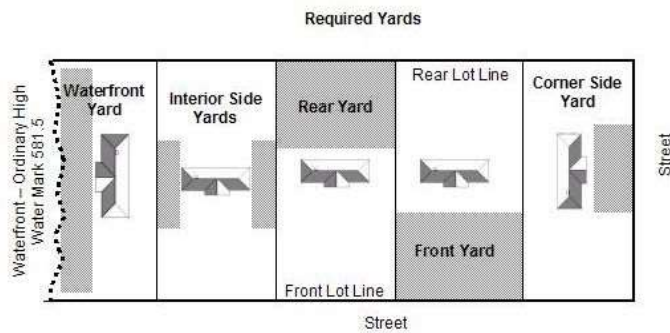 Required Yards
Waterfront – Ordinary High
Water Mark 581.5
Waterfront
Yard
Interior Side
Yards
Rear Yard
Rear Lot Line
Corner Side
Yard
Street
Front Yard
Front Lot Line
Street